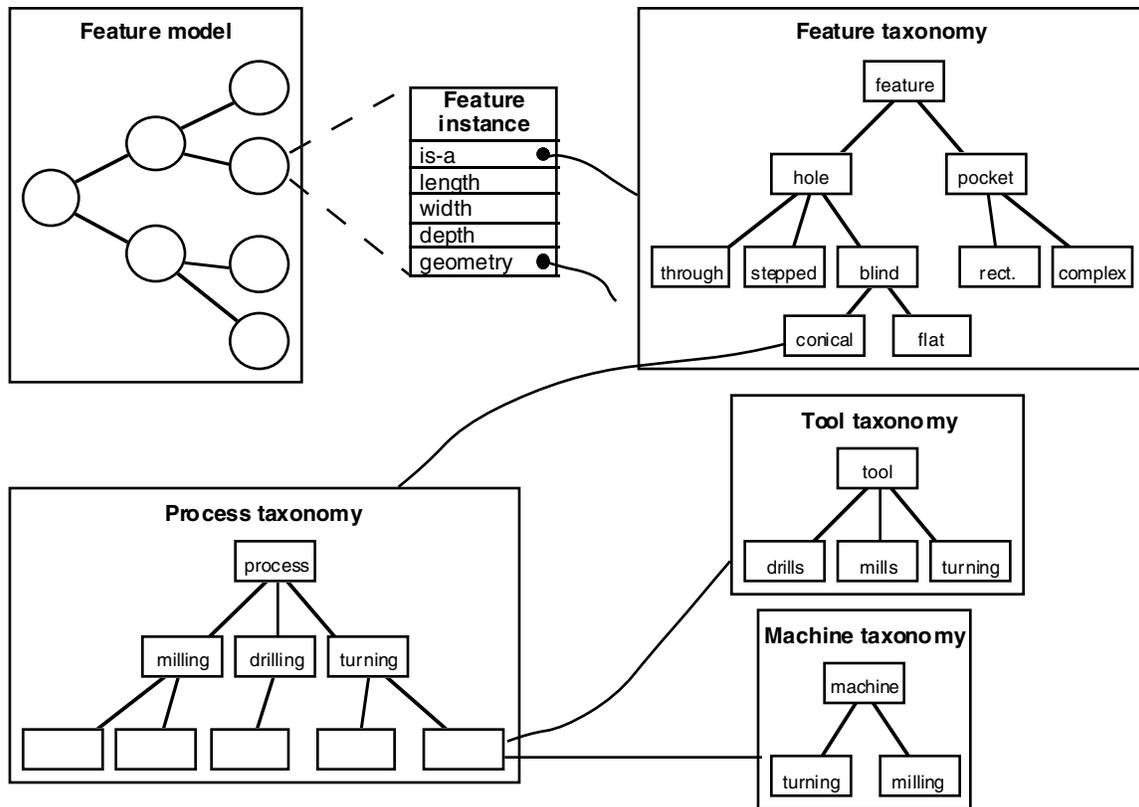 Feature model
Feature
instance
is-a
length
width
depth
geometry
Feature taxonomy
feature
hole
pocket
through
stepped
blind
rect.
complex
conical
flat
Tool taxonomy
tool
drills
mills
turning
Process taxonomy
process
milling
drilling
turning
Machine taxonomy
machine
turning
milling